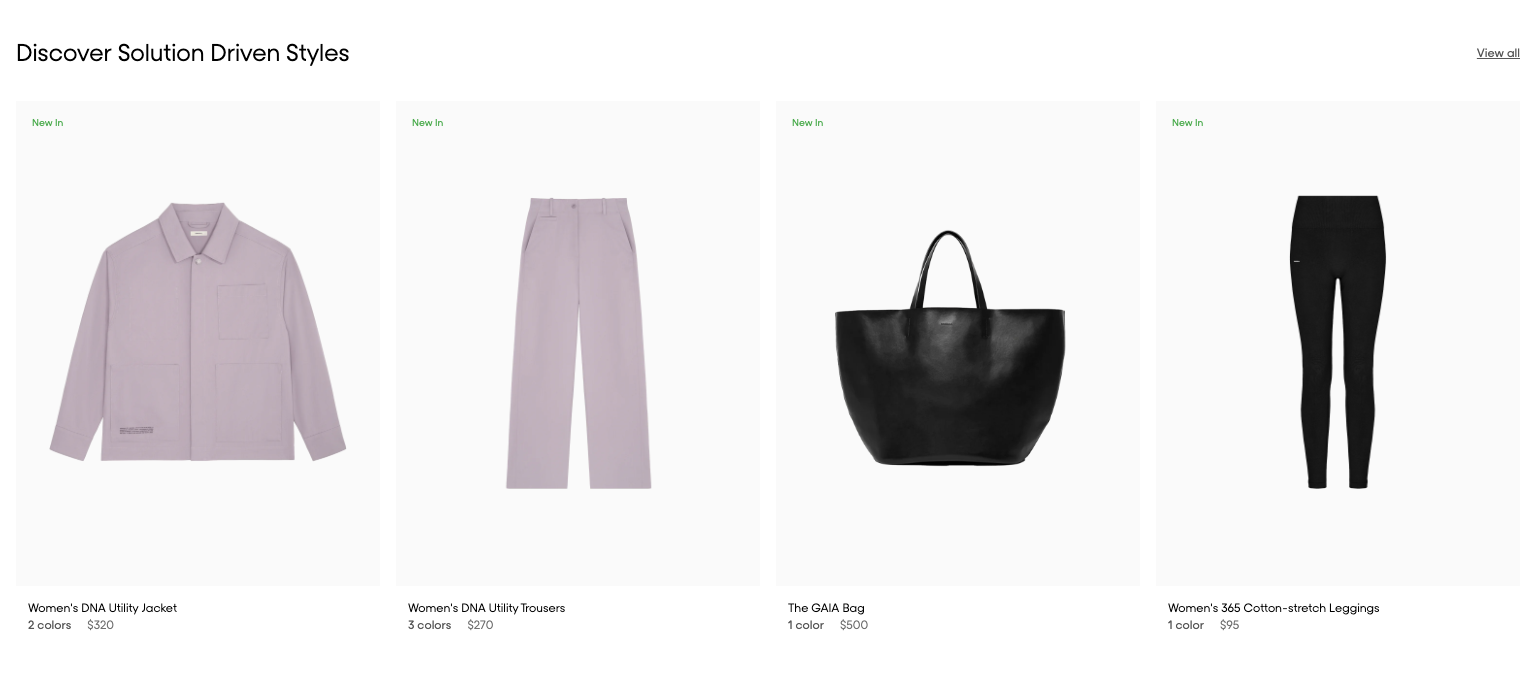 Discover Solution Driven Styles
View all
New In
New In
New In
New In
Women's DNA Utility Jacket
2 colors $320
Women's DNA Utility Trousers
3 colors $270
The GAIA Bag
1 color $500
Women's 365 Cotton-stretch Leggings
1 color $95